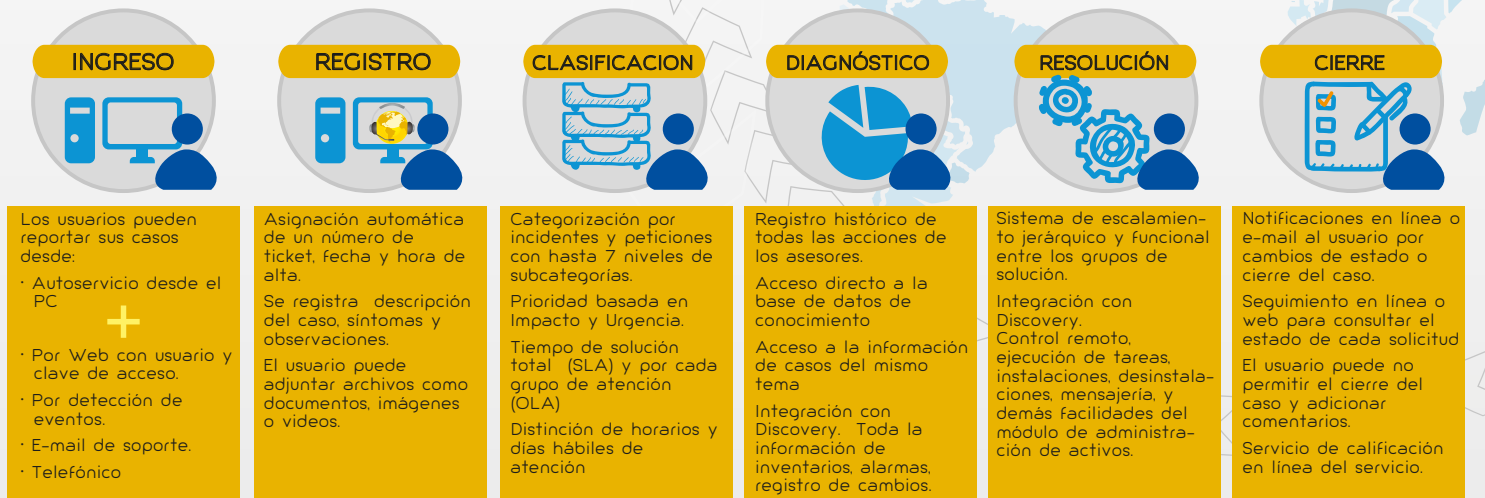 INGRESO
Los usuarios pueden
reportar sus casos
desde:
· Autoservicio desde el
PC
+
· Por Web con usuario y
clave de acceso.
· Por detección de
eventos.
· E-mail de soporte.
· Telefónico
REGISTRO
Asignación automática
de un número de
ticket, fecha y hora de
alta.
Se registra descripción
del caso, síntomas y
observaciones.
El usuario puede
adjuntar archivos como
documentos, imágenes
o videos.
CLASIFICACION
Categorización por
incidentes y peticiones
con hasta 7 niveles de
subcategorías.
Prioridad basada en
Impacto y Urgencia.
Tiempo de solución
total (SLA) y por cada
grupo de atención
(OLA)
Distinción de horarios y
días hábiles de
atención
DIAGNÓSTICO
Registro histórico de
todas las acciones de
los asesores.
Acceso directo a la
base de datos de
conocimiento
Acceso a la información
de casos del mismo
tema
Integración con
Discovery. Toda la
información de
inventarios, alarmas,
registro de cambios.
RESOLUCIÓN
Sistema de escalamien-
to jerárquico y funcional
entre los grupos de
solución.
Integración con
Discovery.
Control remoto,
ejecución de tareas,
instalaciones, desinstala-
ciones, mensajería, y
demás facilidades del
módulo de administra-
ción de activos.
CIERRE
Notificaciones en línea o
e-mail al usuario por
cambios de estado o
cierre del caso.
Seguimiento en línea o
web para consultar el
estado de cada solicitud
El usuario puede no
permitir el cierre del
caso y adicionar
comentarios.
Servicio de calificación
en línea del servicio.